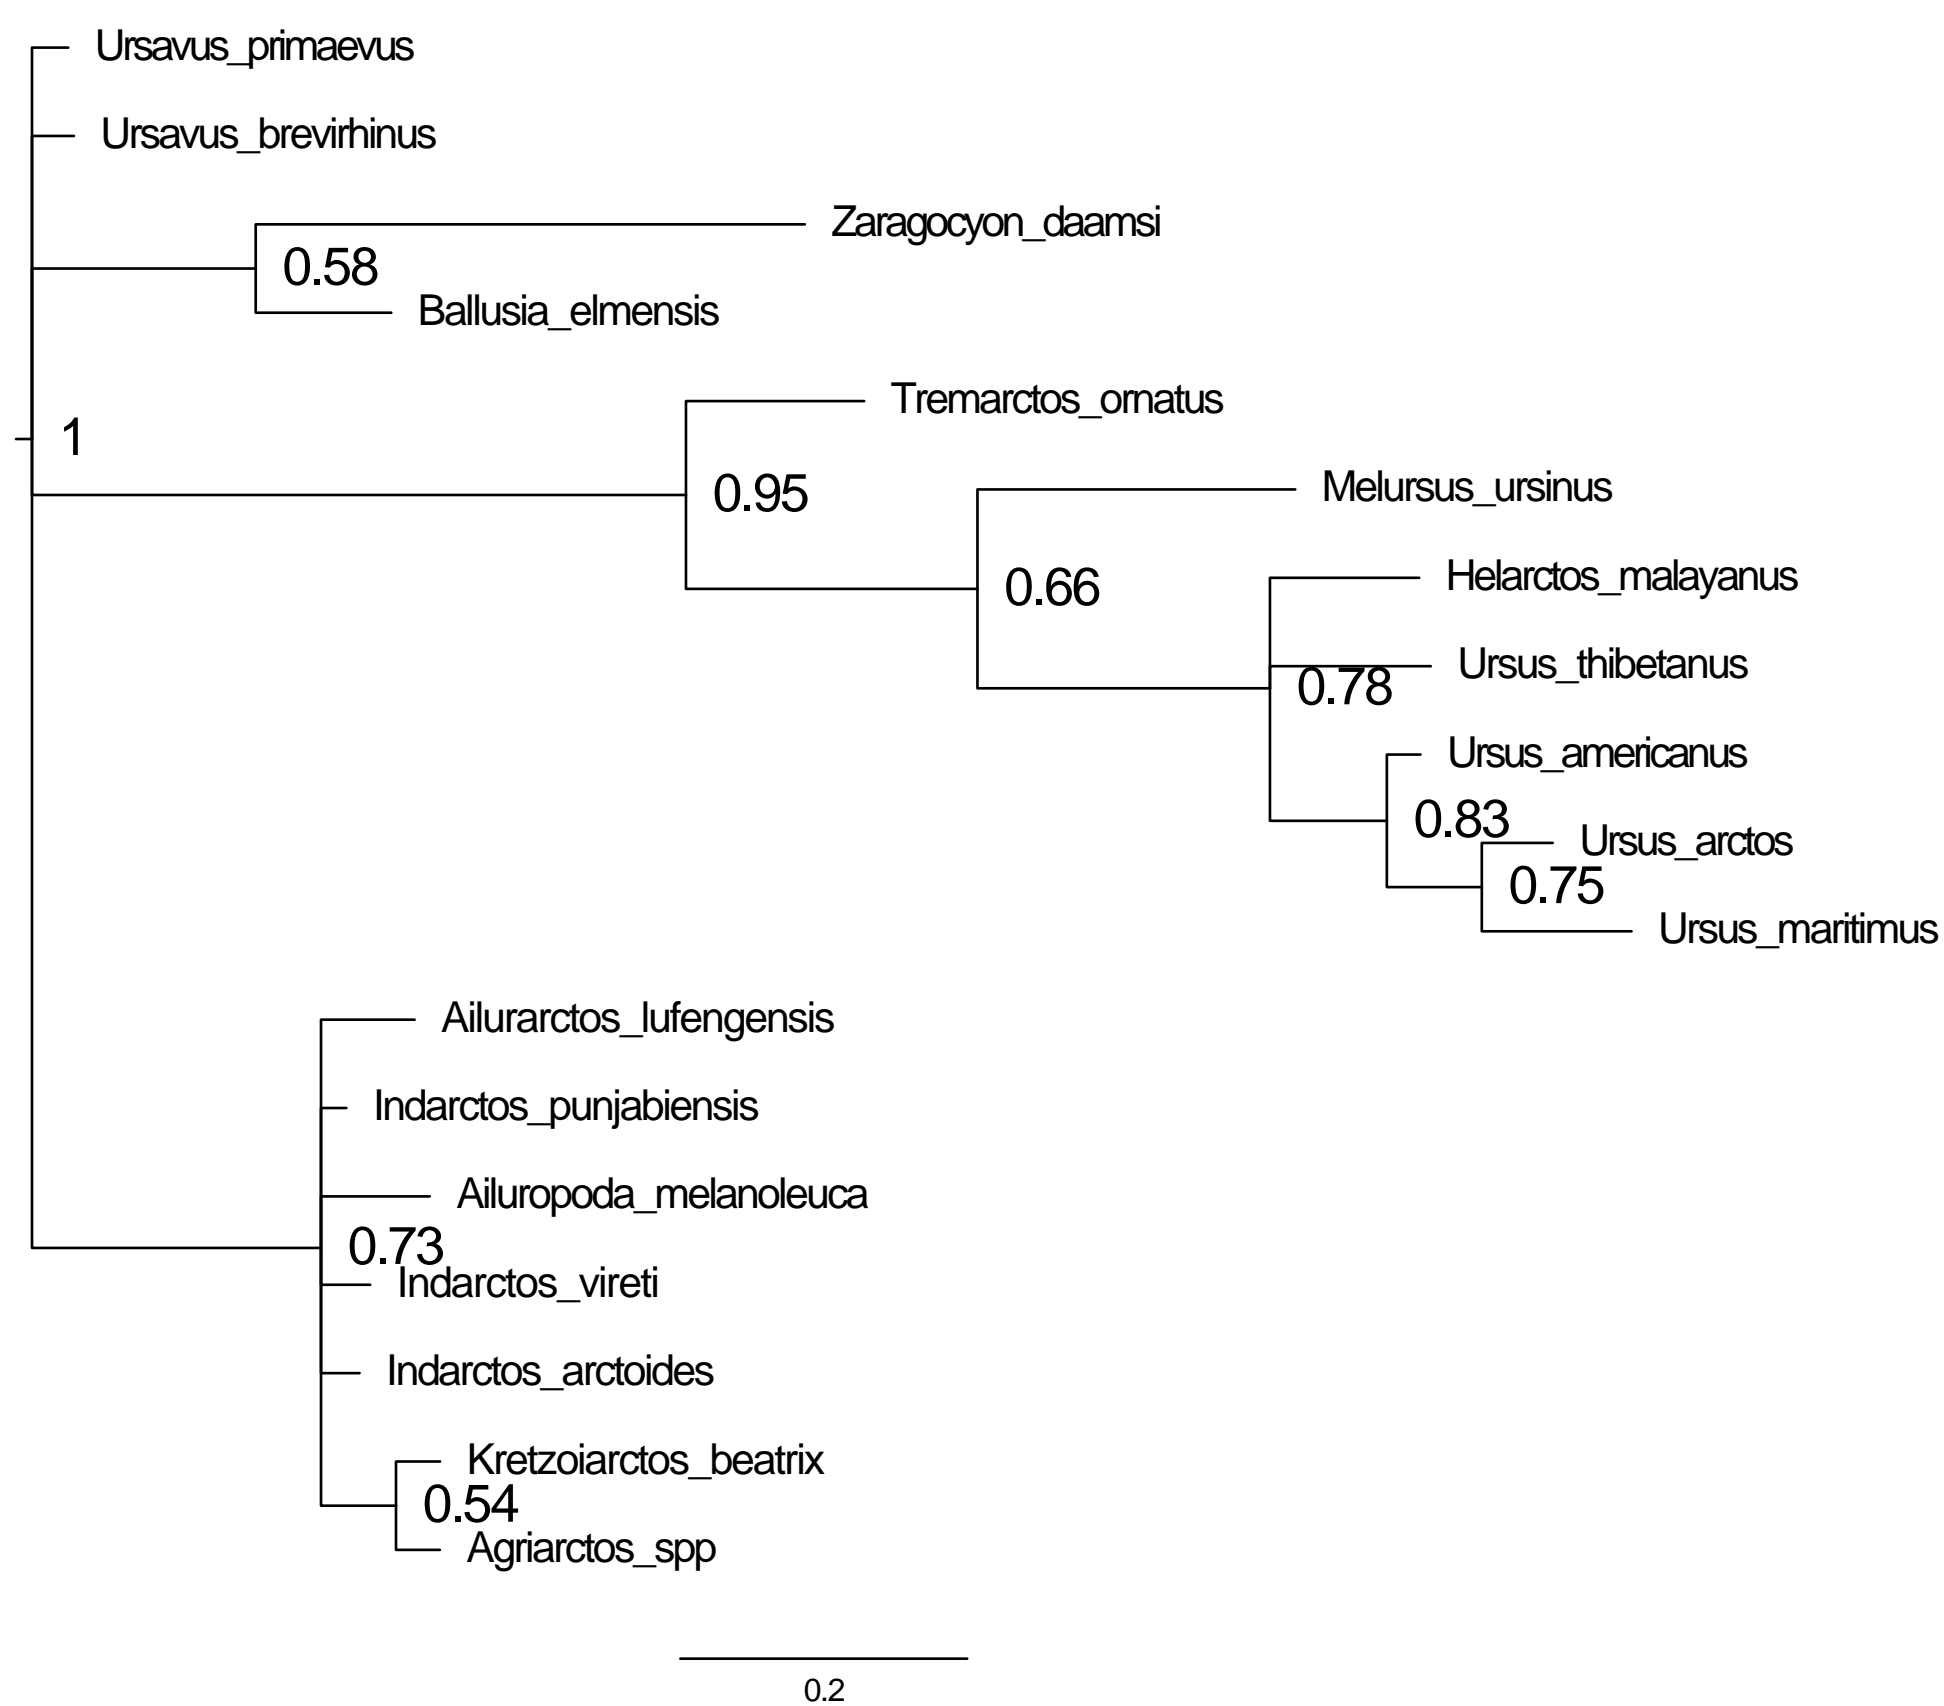 Ursavus_primaevus
Ursavus_brevirhinus
Zaragocyon_daamsi
0.58
Ballusia_elmensis
Tremarctos_ornatus
1
Melursus_ursinus
0.95
Helarctos_malayanus
0.66
Ursus_thibetanus
0.78
Ursus_americanus
0.83
Ursus_arctos
0.75
Ursus_maritimus
Ailurarctos_lufengensis
Indarctos_punjabiensis
Ailuropoda_melanoleuca
0.73
Indarctos_vireti
Indarctos_arctoides
Kretzoiarctos_beatrix
0.54
Agriarctos_spp
0.2